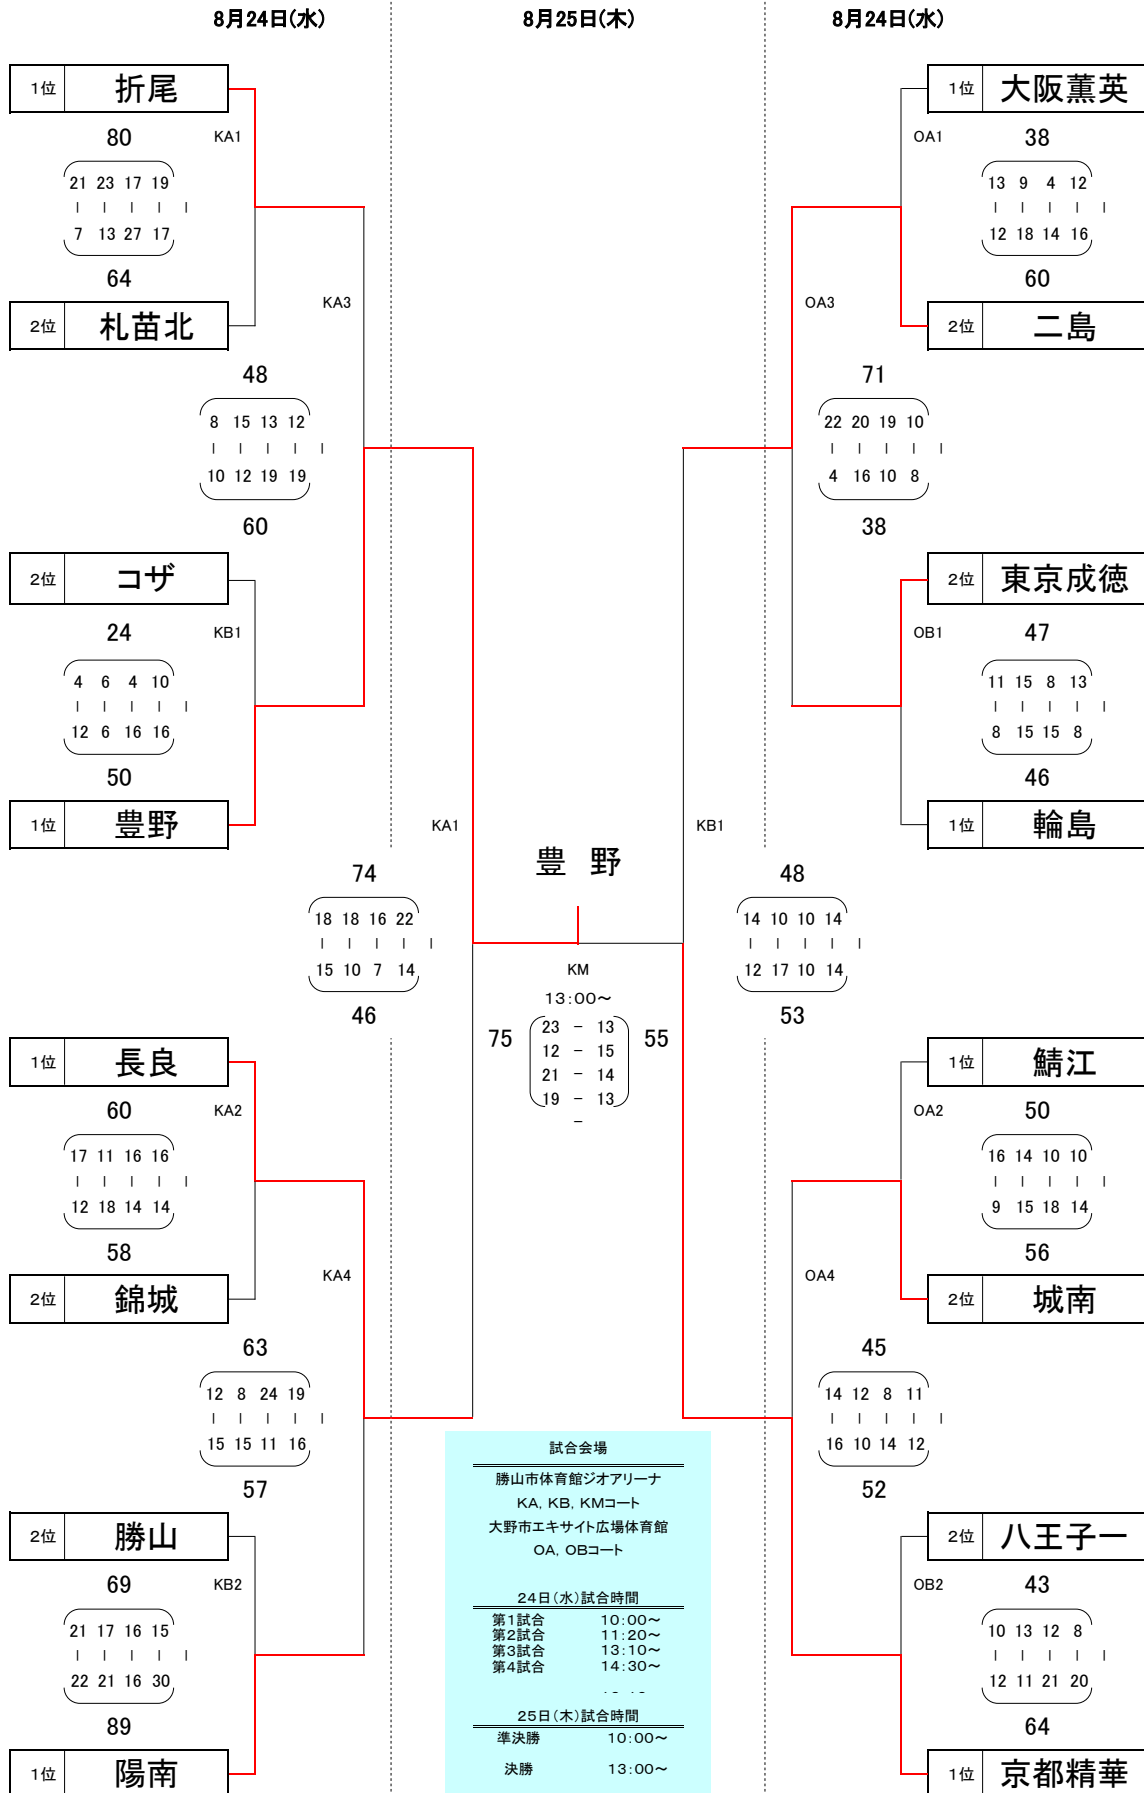 8月24日(水)
8月25日(木)
8月24日(水)
1位 折尾
80
KA1
21 23 17 19
7 13 27 17
64
2位 札苗北
KA3
48
8 15 13 12
10 12 19 19
60
2位 コザ
24
KB1
4 6 4 10
12 6 16 16
50
1位 豊野
KA1
74
18 18 16 22
15 10 7 14
46
1位 長良
60
KA2
17 11 16 16
12 18 14 14
58
2位 錦城
KA4
63
12 8 24 19
15 15 11 16
57
2位 勝山
69
KB2
21 17 16 15
22 21 16 30
89
1位 陽南
豊 野
KM
13:00～
75
23 － 13
12 － 15
21 － 14
19 － 13
－
55
試合会場
勝山市体育館ジオアリーナ
KA, KB, KMコート
大野市エキサイト広場体育館
OA, OBコート
24日(水)試合時間
第1試合 10:00～
第2試合 11:20～
第3試合 13:10～
第4試合 14:30～
25日(木)試合時間
準決勝 10:00～
決勝 13:00～
1位 大阪薫英
OA1
38
13 9 4 12
12 18 14 16
60
2位 二島
OA3
71
22 20 19 10
4 16 10 8
38
2位 東京成徳
OB1
47
11 15 8 13
8 15 15 8
46
1位 輪島
KB1
48
14 10 10 14
12 17 10 14
53
1位 鯖江
OA2
50
16 14 10 10
9 15 18 14
56
2位 城南
OA4
45
14 12 8 11
16 10 14 12
52
2位 八王子一
OB2
43
10 13 12 8
12 11 21 20
64
1位 京都精華